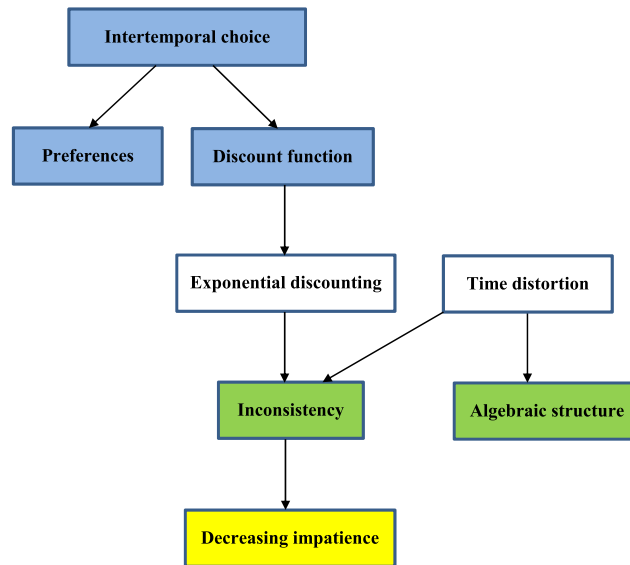 Intertemporal choice
Preferences
Discount function
Exponential discounting
Time distortion
Inconsistency
Algebraic structure
Decreasing impatience